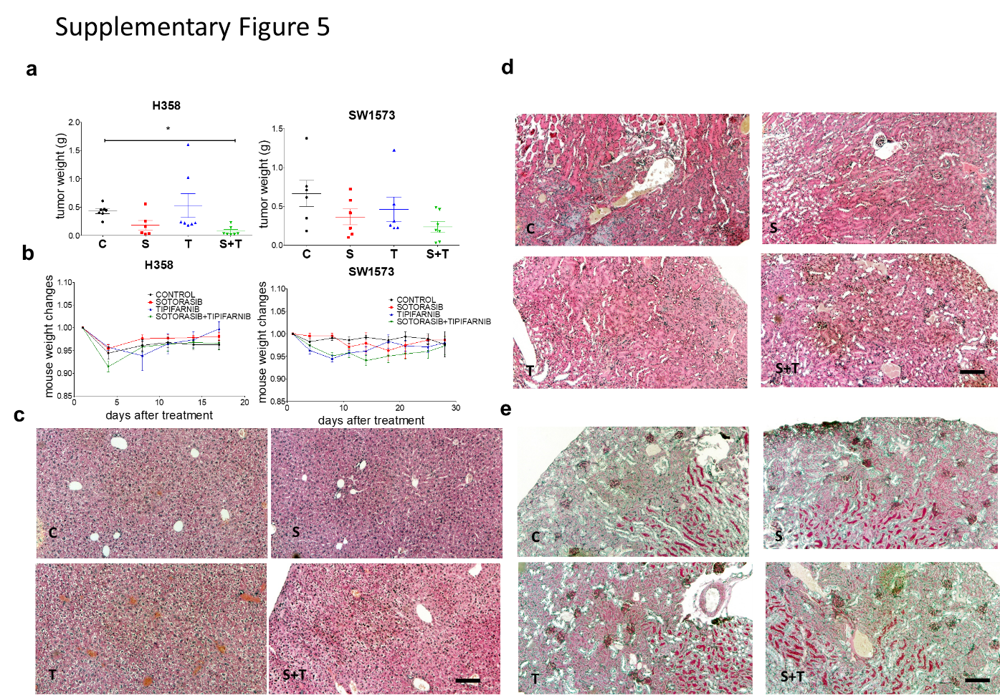 Supplementary Figure 5
a
H358
tumor weight (g)
2.0
1.5
1.0
0.5
0.0
*
C S T S+T
SW1573
tumor weight (g)
1.5
1.0
0.5
0.0
C S T S+T
b
H358
mouse weight changes
1.10
1.05
1.00
0.95
0.90
0.85
0 5 10 15 20
days after treatment
CONTROL
SOTORASIB
TIPIFARNIB
SOTORASIB+TIPIFARNIB
SW1573
mouse weight changes
1.10
1.05
1.00
0.95
0.90
0.85
0 10 20 30
days after treatment
CONTROL
SOTORASIB
TIPIFARNIB
SOTORASIB+TIPIFARNIB
c
C
S
T
S+T
d
C
S
T
S+T
e
C
S
T
S+T